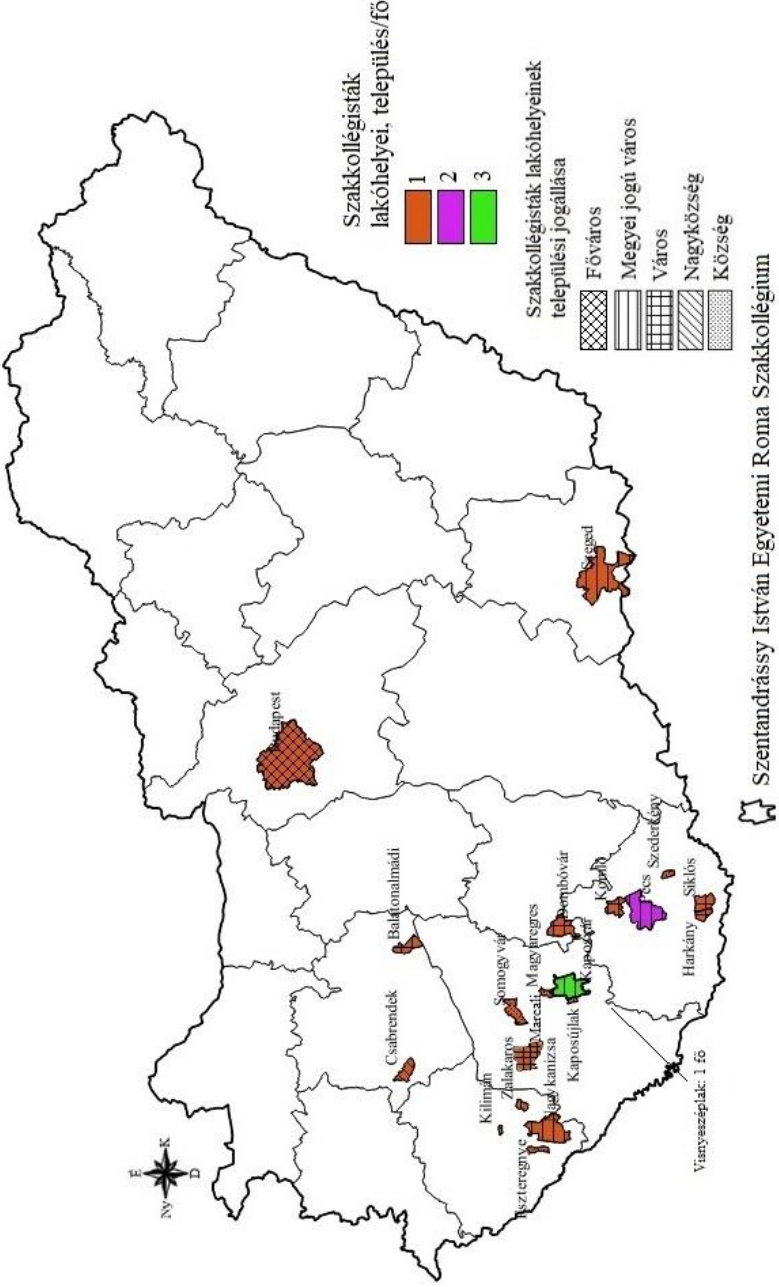 É
Ny
K
D
Szakkollégisták
lakóhelyei, település/fő
1
2
3
Szakkollégisták lakóhelyeinek
települési jogállása
Főváros
Megyei jogú város
Város
Nagyközség
Község
Budapest
Szeged
Balatonalmádi
Csabrendek
Kilimán
Zalakaros
Nagykanizsa
Eszteregnye
Somogyvár
Marcali
Magyaregres
Kaposvár
Kaposújlak
Dombóvár
Komló
Pécs
Szederkény
Siklós
Harkány
Visnyeszéplak: 1 fő
Szentandrássy István Egyetemi Roma Szakkollégium